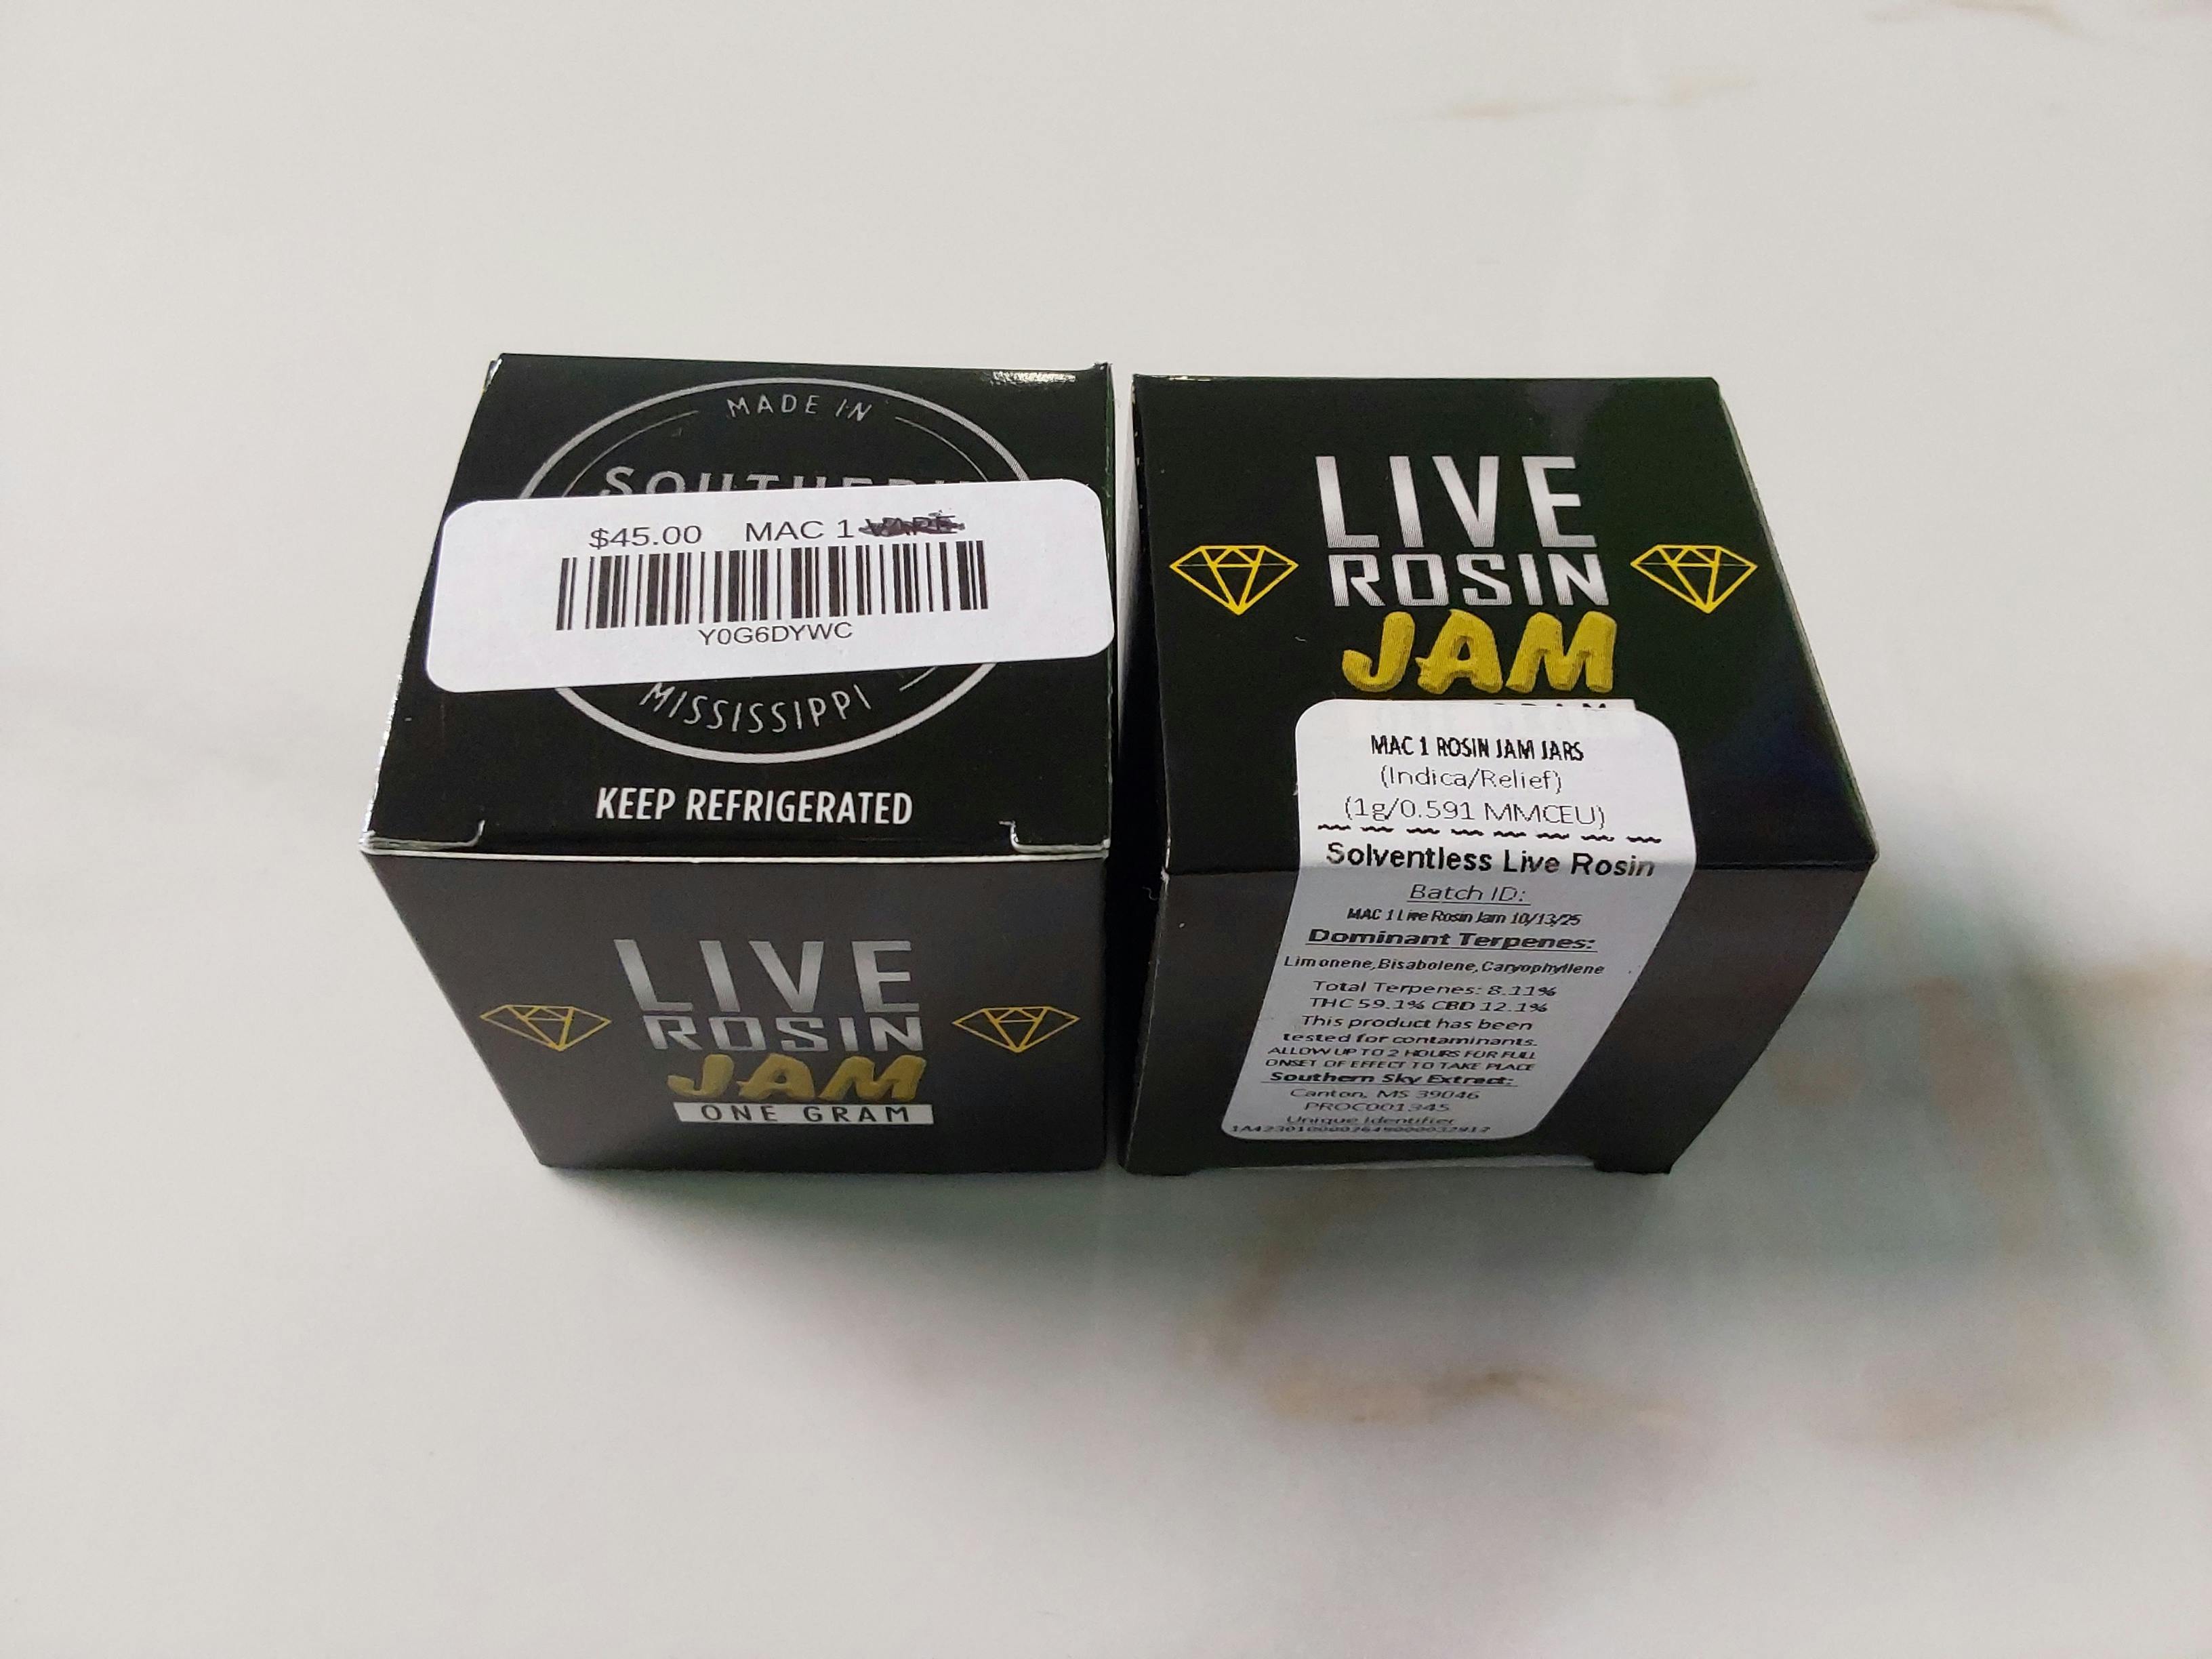 MADE IN
$45.00 MAC 1
Y0G6DYWC
MISSISSIPPI
KEEP REFRIGERATED
LIVE
ROSIN
JAM
ONE GRAM
LIVE
ROSIN
JAM
MAC 1 ROSIN JAM JARS
(Indica/Relief)
(1g/0.591 MMCEU)
Solventless Live Rosin
Batch ID:
MAC 1 Live Rosin Jam 10/13/25
Dominant Terpenes:
Limonene,Bisabolene,Caryophyllene
Total Terpenes: 8.11%
THC 59.1% CBD 12.1%
This product has been
tested for contaminants.
ALLOW UP TO 2 HOURS FOR FULL
ONSET OF EFFECT TO TAKE PLACE
Southern Sky Extract:
Canton, MS 39046
PROC001345
Unique Identifier